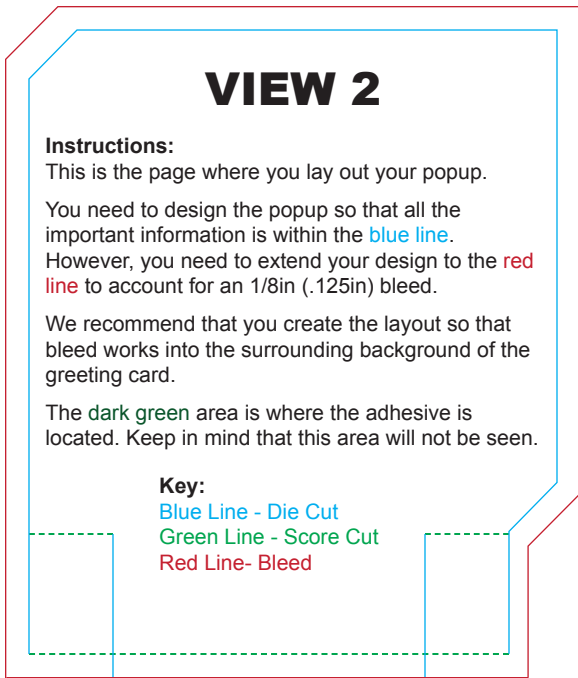 VIEW 2
Instructions:
This is the page where you lay out your popup.
You need to design the popup so that all the
important information is within the blue line.
However, you need to extend your design to the red
line to account for an 1/8in (.125in) bleed.
We recommend that you create the layout so that
bleed works into the surrounding background of the
greeting card.
The dark green area is where the adhesive is
located. Keep in mind that this area will not be seen.
Key:
Blue Line - Die Cut
Green Line - Score Cut
Red Line- Bleed